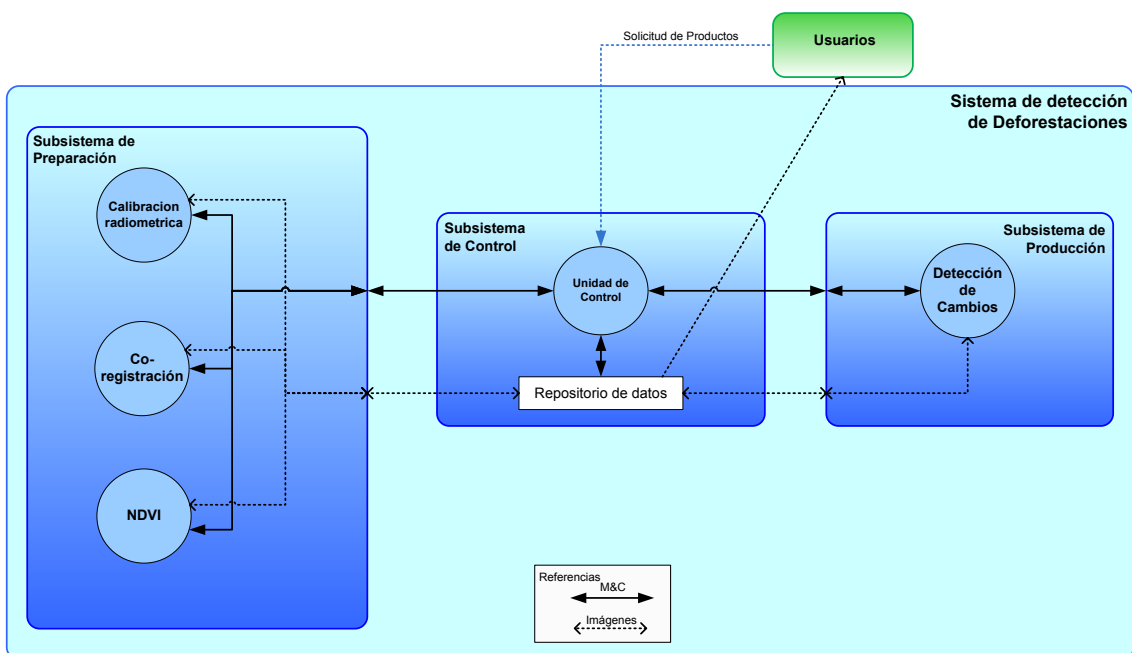 Solicitud de Productos
Usuarios
Sistema de detección
de Deforestaciones
Subsistema de
Preparación
Calibracion
radiometrica
Co-
registración
NDVI
Subsistema
de Control
Unidad de
Control
Repositorio de datos
Subsistema de
Producción
Detección
de
Cambios
Referencias
M&C
Imágenes